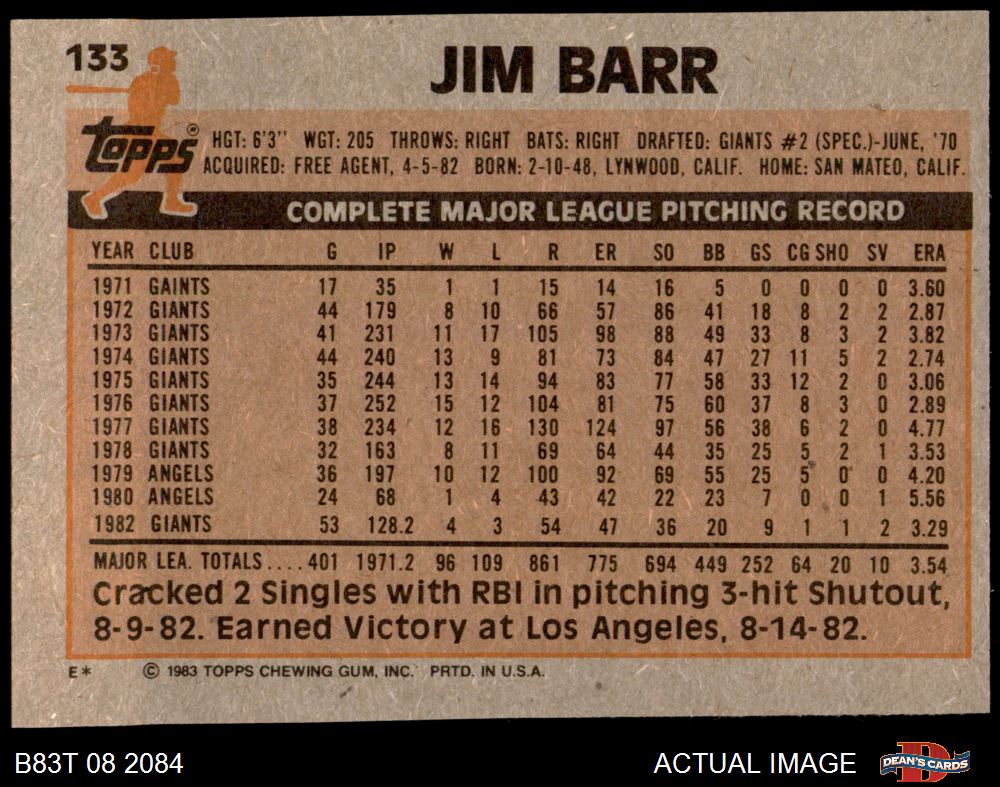 133
JIM BARR
Topps®
HGT: 6'3" WGT: 205 THROWS: RIGHT BATS: RIGHT DRAFTED: GIANTS #2 (SPEC.)-JUNE, '70
ACQUIRED: FREE AGENT, 4-5-82 BORN: 2-10-48, LYNWOOD, CALIF. HOME: SAN MATEO, CALIF.
COMPLETE MAJOR LEAGUE PITCHING RECORD
YEAR CLUB G IP W L R ER SO BB GS CG SHO SV ERA
1971 GAINTS 17 35 1 1 15 14 16 5 0 0 0 0 3.60
1972 GIANTS 44 179 8 10 66 57 86 41 18 8 2 2 2.87
1973 GIANTS 41 231 11 17 105 98 88 49 33 8 3 2 3.82
1974 GIANTS 44 240 13 9 81 73 84 47 27 11 5 2 2.74
1975 GIANTS 35 244 13 14 94 83 77 58 33 12 2 0 3.06
1976 GIANTS 37 252 15 12 104 81 75 60 37 8 3 0 2.89
1977 GIANTS 38 234 12 16 130 124 97 56 38 6 2 0 4.77
1978 GIANTS 32 163 8 11 69 64 44 35 25 5 2 1 3.53
1979 ANGELS 36 197 10 12 100 92 69 55 25 5 0 0 4.20
1980 ANGELS 24 68 1 4 43 42 22 23 7 0 0 1 5.56
1982 GIANTS 53 128.2 4 3 54 47 36 20 9 1 1 2 3.29
MAJOR LEA. TOTALS .... 401 1971.2 96 109 861 775 694 449 252 64 20 10 3.54
Cracked 2 Singles with RBI in pitching 3-hit Shutout,
8-9-82. Earned Victory at Los Angeles, 8-14-82.
E* © 1983 TOPPS CHEWING GUM, INC. PRTD. IN U.S.A.
B83T 08 2084 ACTUAL IMAGE DEAN'S CARDS